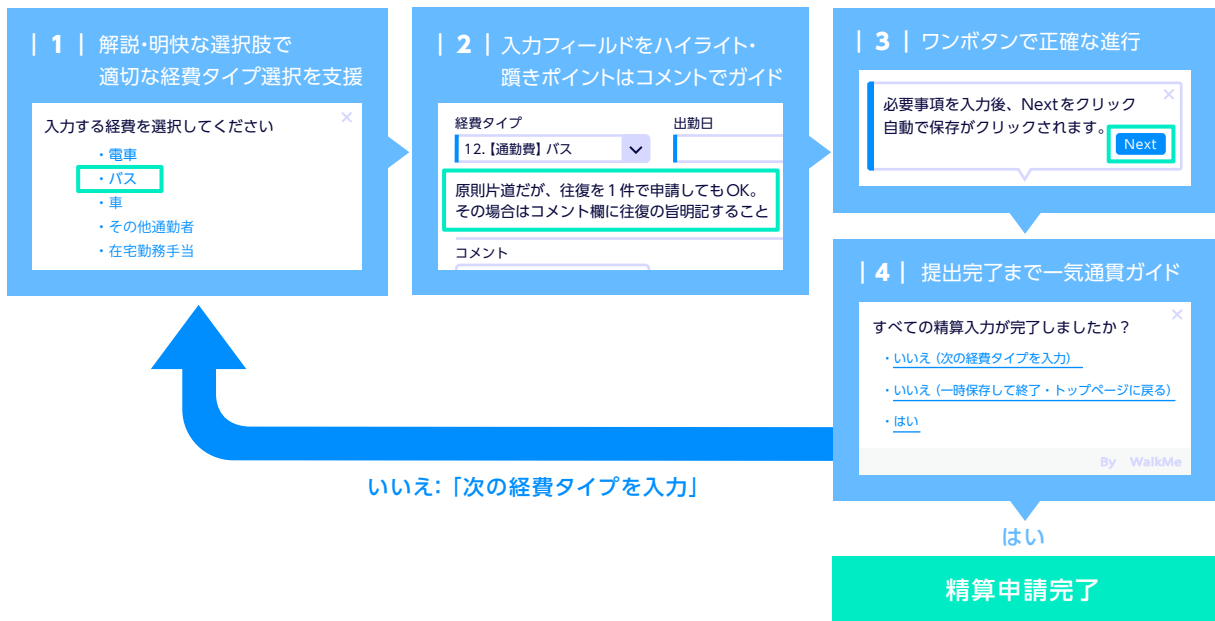 | 1 | 解説・明快な選択肢で
適切な経費タイプ選択を支援
入力する経費を選択してください
・電車
・バス
・車
・その他通勤者
・在宅勤務手当
| 2 | 入力フィールドをハイライト・
躓きポイントはコメントでガイド
経費タイプ
出勤日
12.【通勤費】バス
原則片道だが、往復を1件で申請してもOK。
その場合はコメント欄に往復の旨明記すること
コメント
| 3 | ワンボタンで正確な進行
必要事項を入力後、Nextをクリック
自動で保存がクリックされます。
Next
| 4 | 提出完了まで一気通貫ガイド
すべての精算入力が完了しましたか？
・いいえ（次の経費タイプを入力）
・いいえ（一時保存して終了・トップページに戻る）
・はい
By WalkMe
いいえ：「次の経費タイプを入力」
はい
精算申請完了